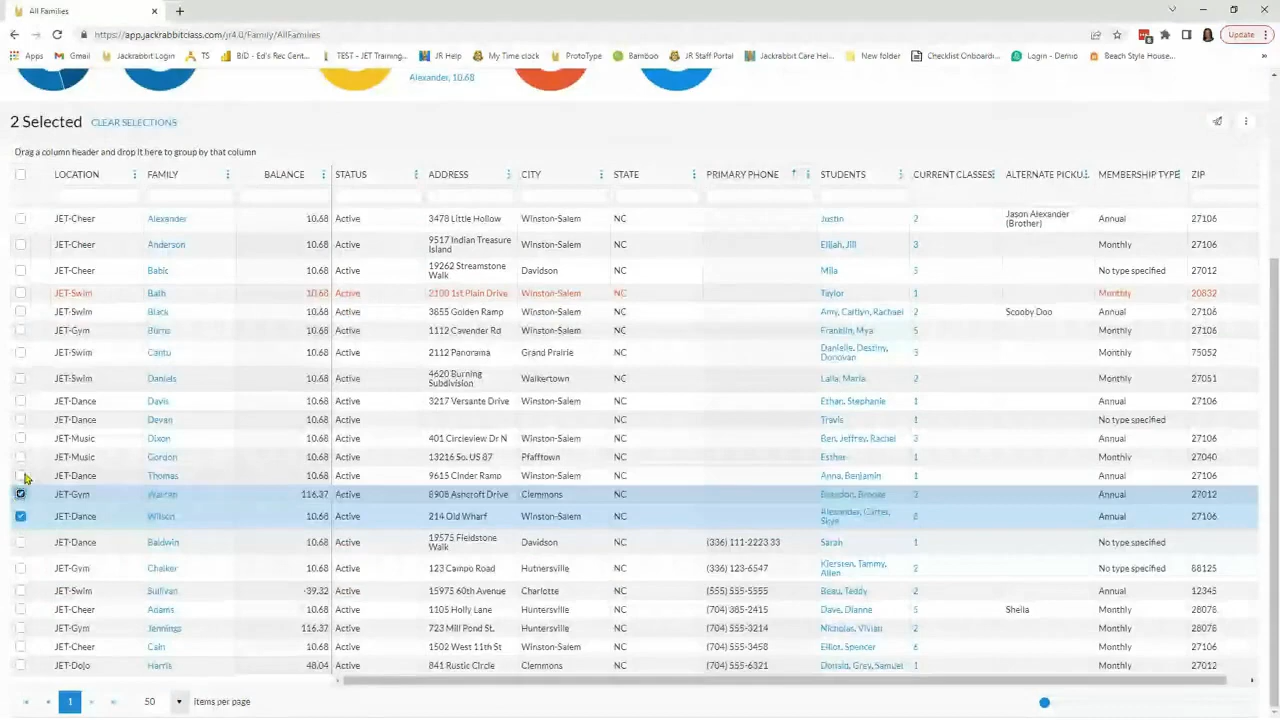 All Families
https://app.jackrabbitclass.com/jr4.0/Family/AllFamilies
Update
Apps Gmail Jackrabbit Login TS BID - Ed's Rec Cent... TEST - JET Training... JR Help My Time clock ProtoType Bamboo JR Staff Portal Jackrabbit Care Hel... New folder Checklist Onboardi... Login - Demo Beach Style House... »
Alexander, 10.68
2 Selected CLEAR SELECTIONS
Drag a column header and drop it here to group by that column
LOCATION FAMILY BALANCE STATUS ADDRESS CITY STATE PRIMARY PHONE STUDENTS CURRENT CLASSES ALTERNATE PICKU... MEMBERSHIP TYPE ZIP
JET-Cheer Alexander 10.68 Active 3478 Little Hollow Winston-Salem NC Justin 2 Jason Alexander (Brother) Annual 27106
JET-Cheer Anderson 10.68 Active 9517 Indian Treasure Island Winston-Salem NC Elijah, Jill 3 Monthly 27106
JET-Cheer Babic 10.68 Active 19262 Streamstone Walk Davidson NC Mila 5 No type specified 27012
JET-Swim 10.68 Active 2100 1st Plain Drive Winston-Salem NC Taylor 1 Monthly 20832
JET-Swim Black 10.68 Active 3855 Golden Ramp Winston-Salem NC Amy, Caitlyn, Rachael 2 Scooby Doo Annual 27106
JET-Gym Blams 10.68 Active 1112 Cavender Rd Winston-Salem NC Franklin, Mya 5 Monthly 27106
JET-Swim Cantu 10.68 Active 2112 Panorama Grand Prairie NC Danielle, Destiny, Donovan 3 Monthly 75052
JET-Swim Daniels 10.68 Active 4620 Burning Subdivision Walkertown NC Laila, Maria 2 Monthly 27051
JET-Dance Davis 10.68 Active 3217 Versante Drive Winston-Salem NC Ethan, Stephanie 1 Annual 27106
JET-Dance Devan 10.68 Active NC Travis 1 No type specified
JET-Music Dixon 10.68 Active 401 Circleview Dr N Winston-Salem NC Ben, Jeffrey, Rachel 3 Annual 27106
JET-Music Gordon 10.68 Active 13216 So. US 87 Pfafftown NC Esther 1 Monthly 27040
JET-Dance Thomas 10.68 Active 9615 Cinder Ramp Winston-Salem NC Anna, Benjamin 1 Annual 27106
JET-Gym Warren 116.37 Active 8908 Ashcroft Drive Clemmons NC Brandon, Brooke 3 Annual 27012
JET-Dance Wilson 10.68 Active 214 Old Wharf Winston-Salem NC Alexander, Carter, Skye 8 Annual 27106
JET-Dance Baldwin 10.68 Active 19575 Fieldstone Walk Davidson NC (336) 111-2223 33 Sarah 1 No type specified
JET-Gym Chalker 10.68 Active 123 Campo Road Hutnersville NC (336) 123-6547 Kiersten, Tammy, Allen 2 No type specified 88125
JET-Swim Sullivan -39.32 Active 15975 60th Avenue Charlotte NC (555) 555-5555 Beau, Teddy 2 Annual 12345
JET-Cheer Adams 10.68 Active 1105 Holly Lane Huntersville NC (704) 385-2415 Dave, Dianne 5 Sheila Monthly 28078
JET-Gym Jennings 116.37 Active 723 Mill Pond St. Huntersville NC (704) 555-3214 Nicholas, Vivian 2 Monthly 28078
JET-Cheer Cain 10.68 Active 1502 West 11th St Winston-Salem NC (704) 555-3458 Elliot, Spencer 6 Monthly 27106
JET-Dojo Harris 48.04 Active 841 Rustic Circle Clemmons NC (704) 555-6321 Donald, Grey, Samuel 1 Monthly 27012
1 50 items per page